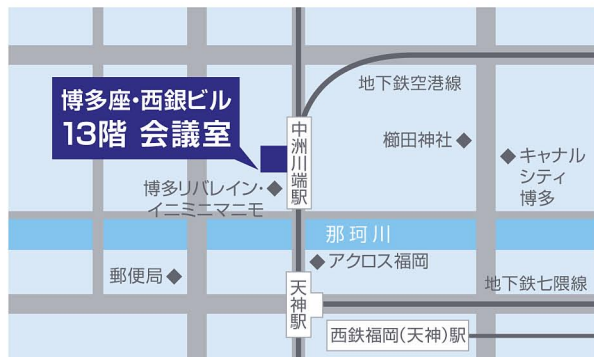 地下鉄空港線
博多座・西銀ビル
13階 会議室
中洲川端駅
櫛田神社
キャナル
シティ
博多
博多リバレイン・
イニミニマニモ
那珂川
アクロス福岡
郵便局
天神駅
地下鉄七隈線
西鉄福岡(天神)駅